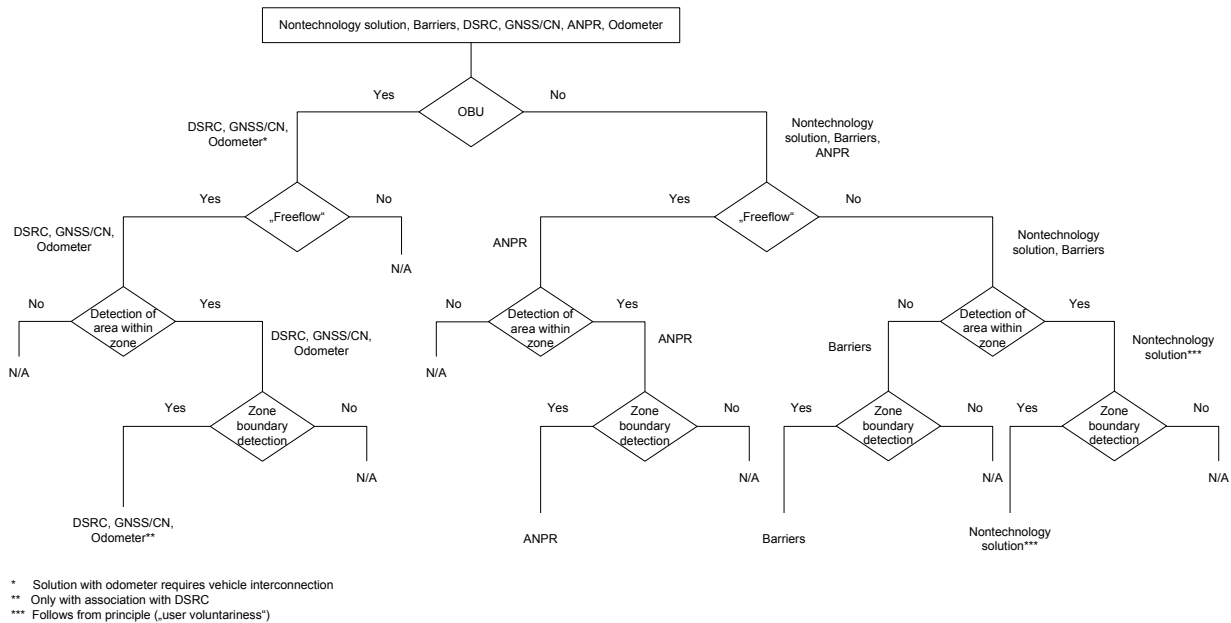 Nontechnology solution, Barriers, DSRC, GNSS/CN, ANPR, Odometer
Yes
OBU
No
DSRC, GNSS/CN,
Odometer*
Nontechnology
solution, Barriers,
ANPR
Yes
„Freeflow“
No
Yes
„Freeflow“
No
DSRC, GNSS/CN,
Odometer
N/A
ANPR
Nontechnology
solution, Barriers
No
Detection of
area within
zone
Yes
No
Detection of
area within
zone
Yes
No
Detection of
area within
zone
Yes
N/A
DSRC, GNSS/CN,
Odometer
N/A
ANPR
Barriers
Nontechnology
solution***
Yes
Zone
boundary
detection
No
Yes
Zone
boundary
detection
No
Yes
Zone
boundary
detection
No
Yes
Zone
boundary
detection
No
N/A
N/A
N/A
N/A
DSRC, GNSS/CN,
Odometer**
ANPR
Barriers
Nontechnology
solution***
* Solution with odometer requires vehicle interconnection
** Only with association with DSRC
*** Follows from principle („user voluntariness“)